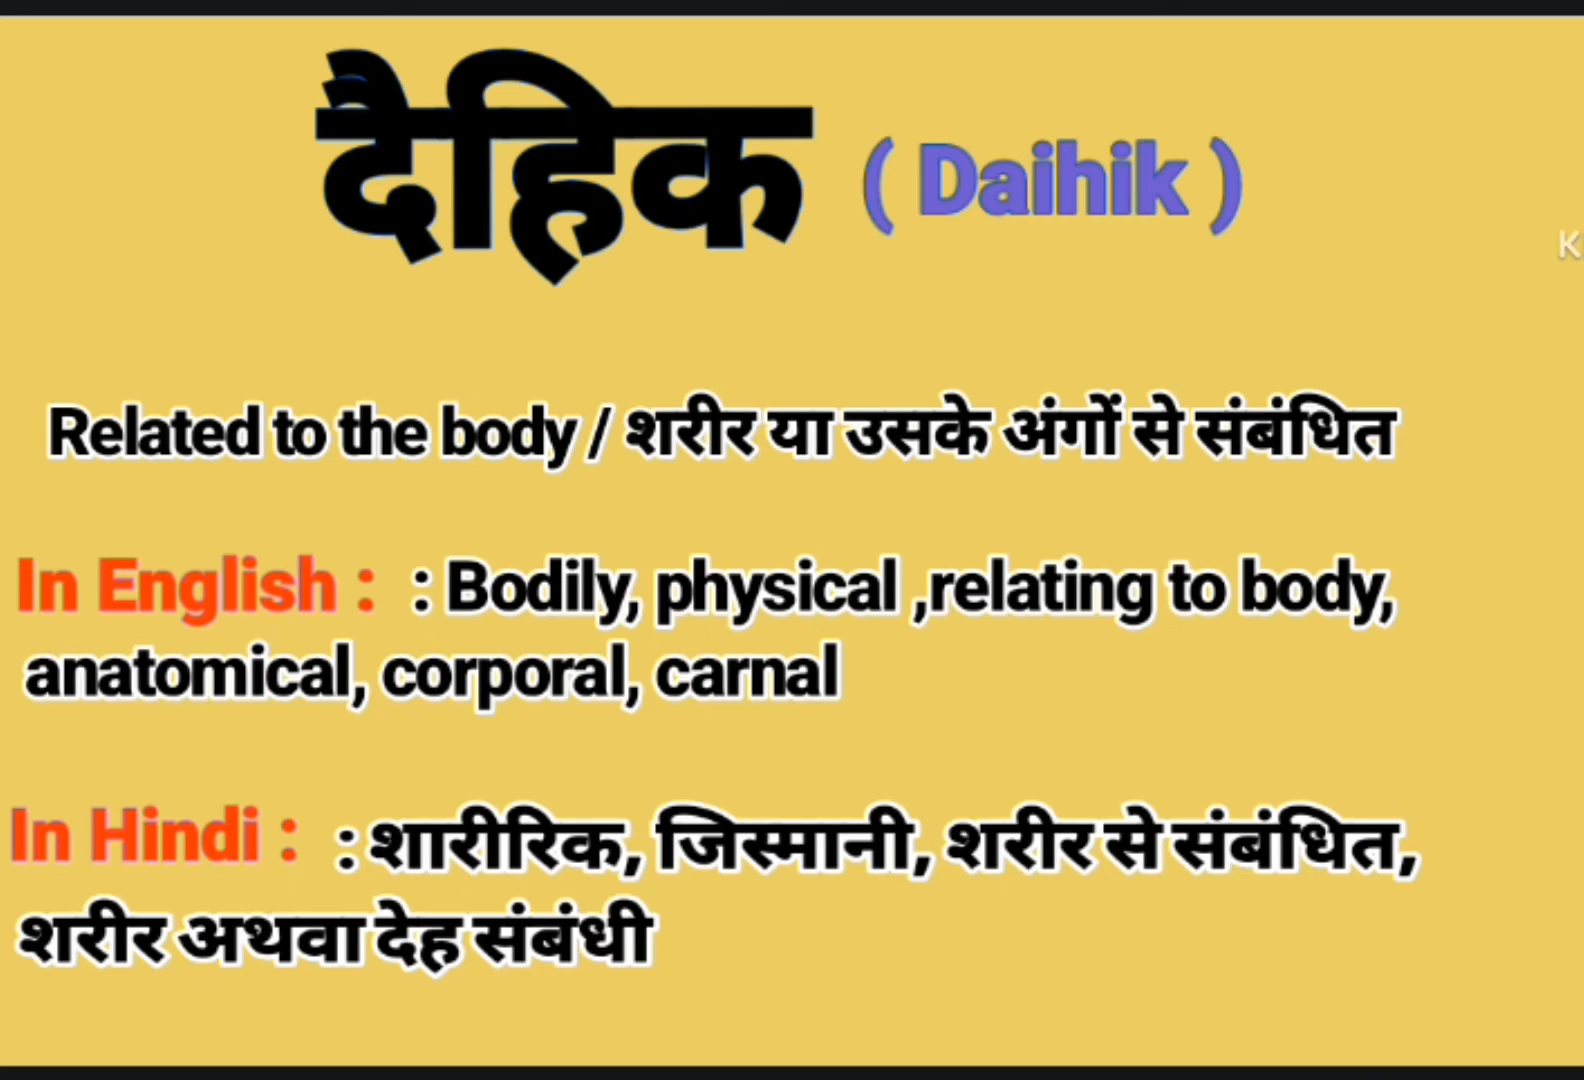 दैहिक ( Daihik )
Related to the body / शरीर या उसके अंगों से संबंधित
In English : : Bodily, physical ,relating to body,
anatomical, corporal, carnal
In Hindi : : शारीरिक, जिस्मानी, शरीर से संबंधित,
शरीर अथवा देह संबंधी